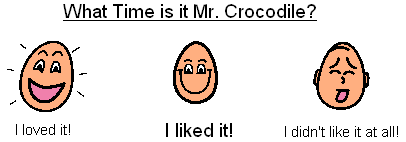 What Time is it Mr. Crocodile?
I loved it!
I liked it!
I didn't like it at all!